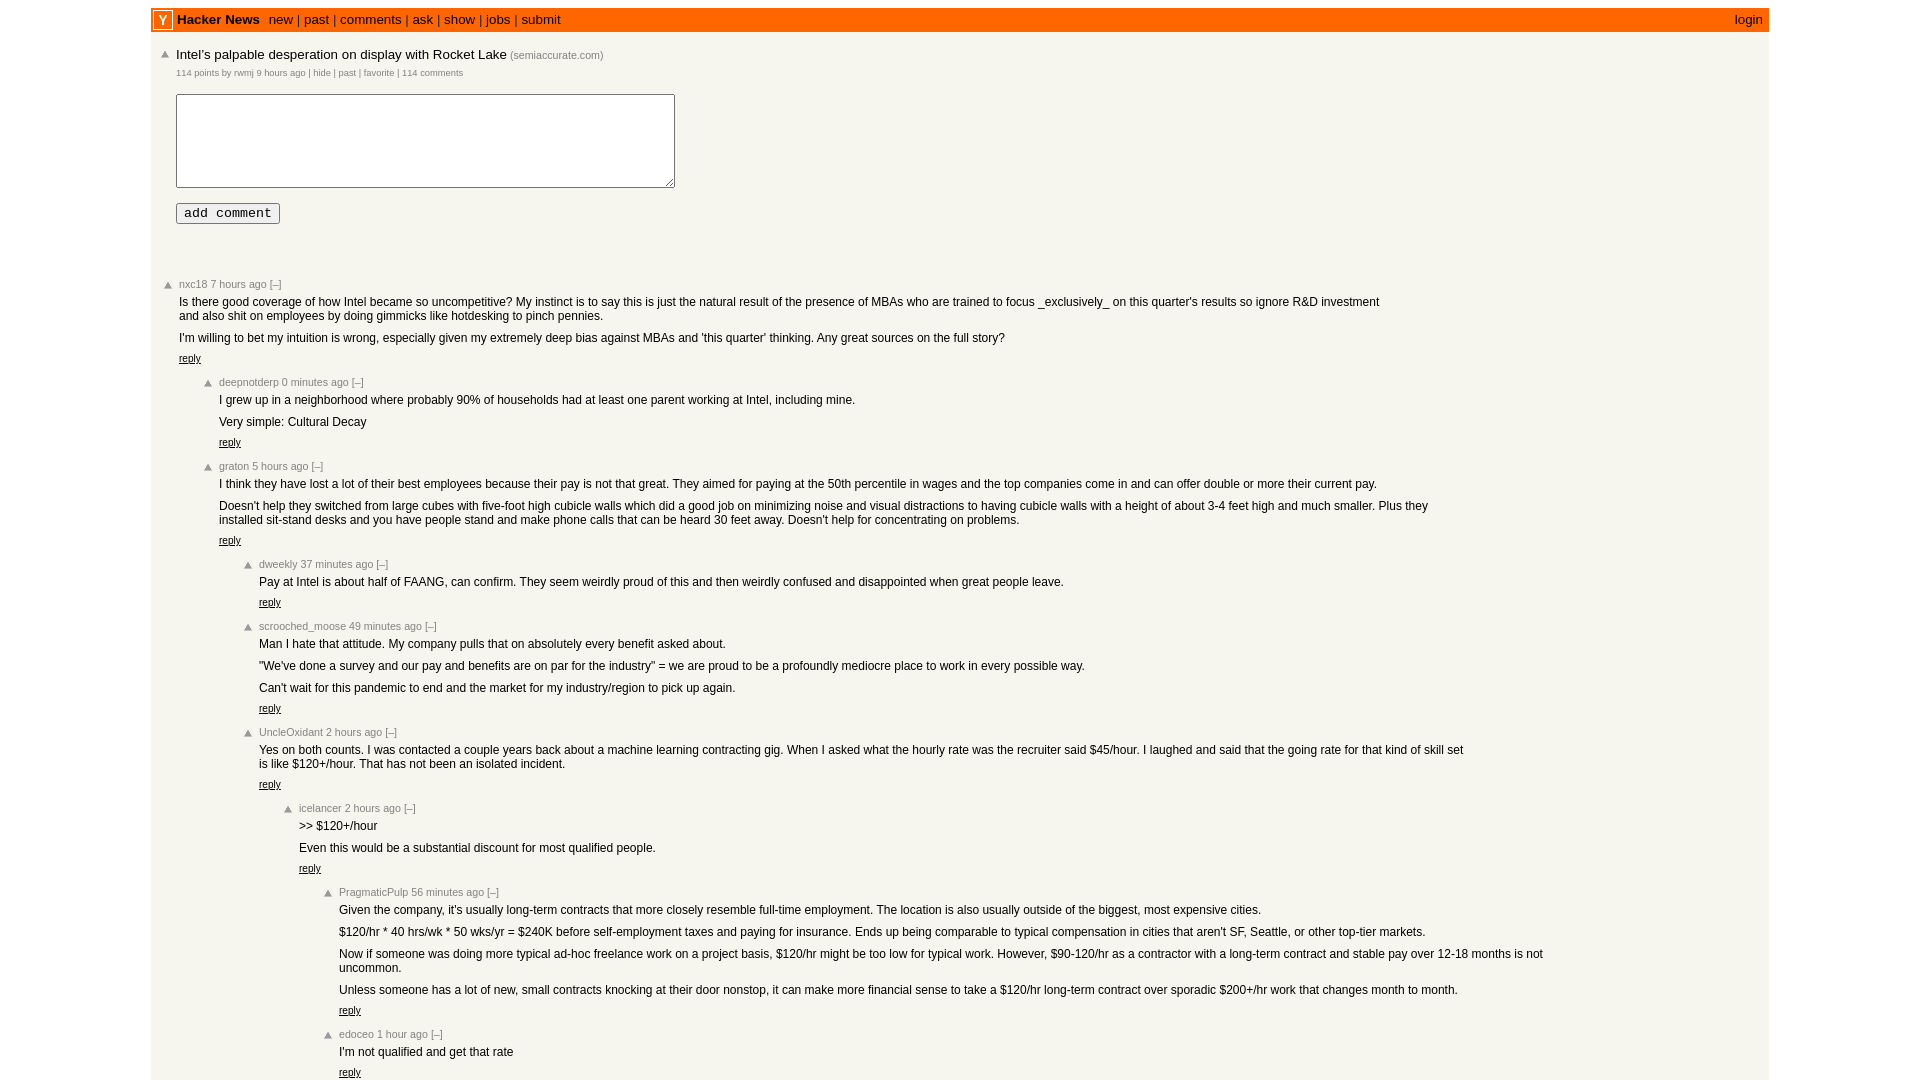 Y Hacker News new | past | comments | ask | show | jobs | submit login
Intel’s palpable desperation on display with Rocket Lake (semiaccurate.com)
114 points by rwmj 9 hours ago | hide | past | favorite | 114 comments
add comment
nxc18 7 hours ago [–]
Is there good coverage of how Intel became so uncompetitive? My instinct is to say this is just the natural result of the presence of MBAs who are trained to focus _exclusively_ on this quarter's results so ignore R&D investment
and also shit on employees by doing gimmicks like hotdesking to pinch pennies.
I'm willing to bet my intuition is wrong, especially given my extremely deep bias against MBAs and 'this quarter' thinking. Any great sources on the full story?
reply
deepnotderp 0 minutes ago [–]
I grew up in a neighborhood where probably 90% of households had at least one parent working at Intel, including mine.
Very simple: Cultural Decay
reply
graton 5 hours ago [–]
I think they have lost a lot of their best employees because their pay is not that great. They aimed for paying at the 50th percentile in wages and the top companies come in and can offer double or more their current pay.
Doesn't help they switched from large cubes with five-foot high cubicle walls which did a good job on minimizing noise and visual distractions to having cubicle walls with a height of about 3-4 feet high and much smaller. Plus they
installed sit-stand desks and you have people stand and make phone calls that can be heard 30 feet away. Doesn't help for concentrating on problems.
reply
dweekly 37 minutes ago [–]
Pay at Intel is about half of FAANG, can confirm. They seem weirdly proud of this and then weirdly confused and disappointed when great people leave.
reply
scrooched_moose 49 minutes ago [–]
Man I hate that attitude. My company pulls that on absolutely every benefit asked about.
"We've done a survey and our pay and benefits are on par for the industry" = we are proud to be a profoundly mediocre place to work in every possible way.
Can't wait for this pandemic to end and the market for my industry/region to pick up again.
reply
UncleOxidant 2 hours ago [–]
Yes on both counts. I was contacted a couple years back about a machine learning contracting gig. When I asked what the hourly rate was the recruiter said $45/hour. I laughed and said that the going rate for that kind of skill set
is like $120+/hour. That has not been an isolated incident.
reply
icelancer 2 hours ago [–]
>> $120+/hour
Even this would be a substantial discount for most qualified people.
reply
PragmaticPulp 56 minutes ago [–]
Given the company, it's usually long-term contracts that more closely resemble full-time employment. The location is also usually outside of the biggest, most expensive cities.
$120/hr * 40 hrs/wk * 50 wks/yr = $240K before self-employment taxes and paying for insurance. Ends up being comparable to typical compensation in cities that aren't SF, Seattle, or other top-tier markets.
Now if someone was doing more typical ad-hoc freelance work on a project basis, $120/hr might be too low for typical work. However, $90-120/hr as a contractor with a long-term contract and stable pay over 12-18 months is not
uncommon.
Unless someone has a lot of new, small contracts knocking at their door nonstop, it can make more financial sense to take a $120/hr long-term contract over sporadic $200+/hr work that changes month to month.
reply
edoceo 1 hour ago [–]
I'm not qualified and get that rate
reply